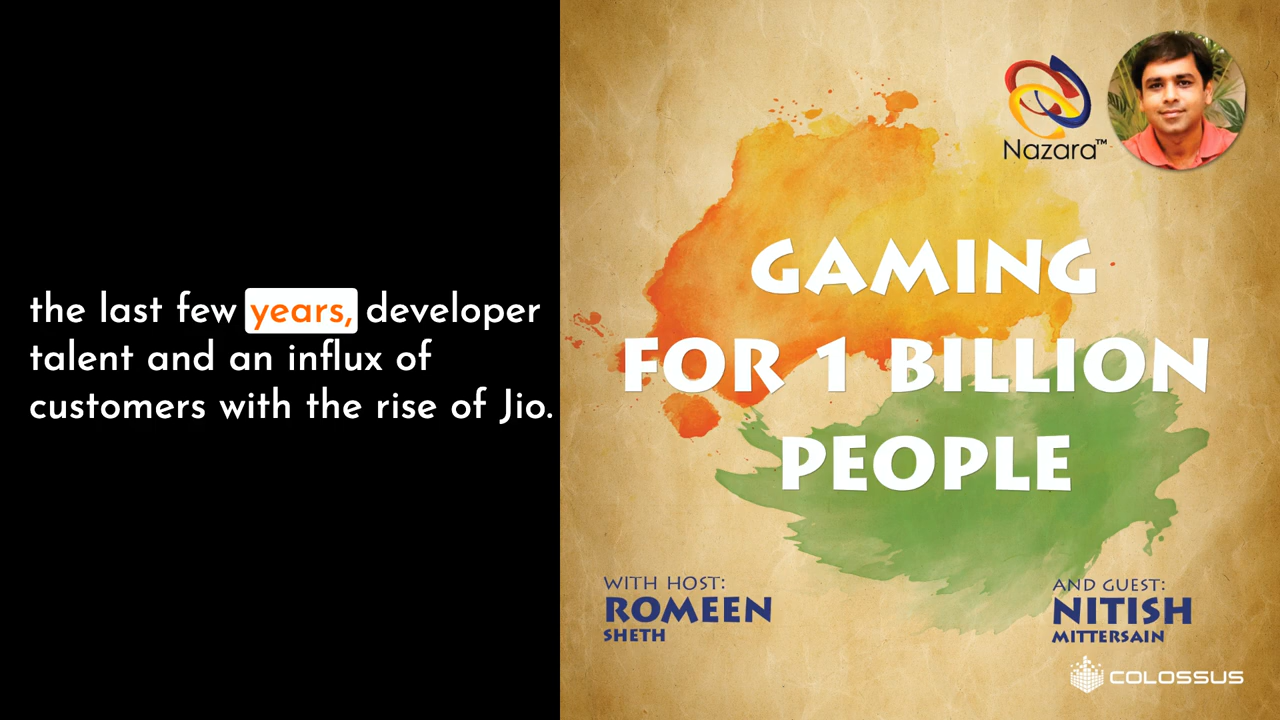 the last few years, developer
talent and an influx of
customers with the rise of Jio.
Nazara™
GAMING
FOR 1 BILLION
PEOPLE
WITH HOST:
ROMEEN
SHETH
AND GUEST:
NITISH
MITTERSAIN
COLOSSUS